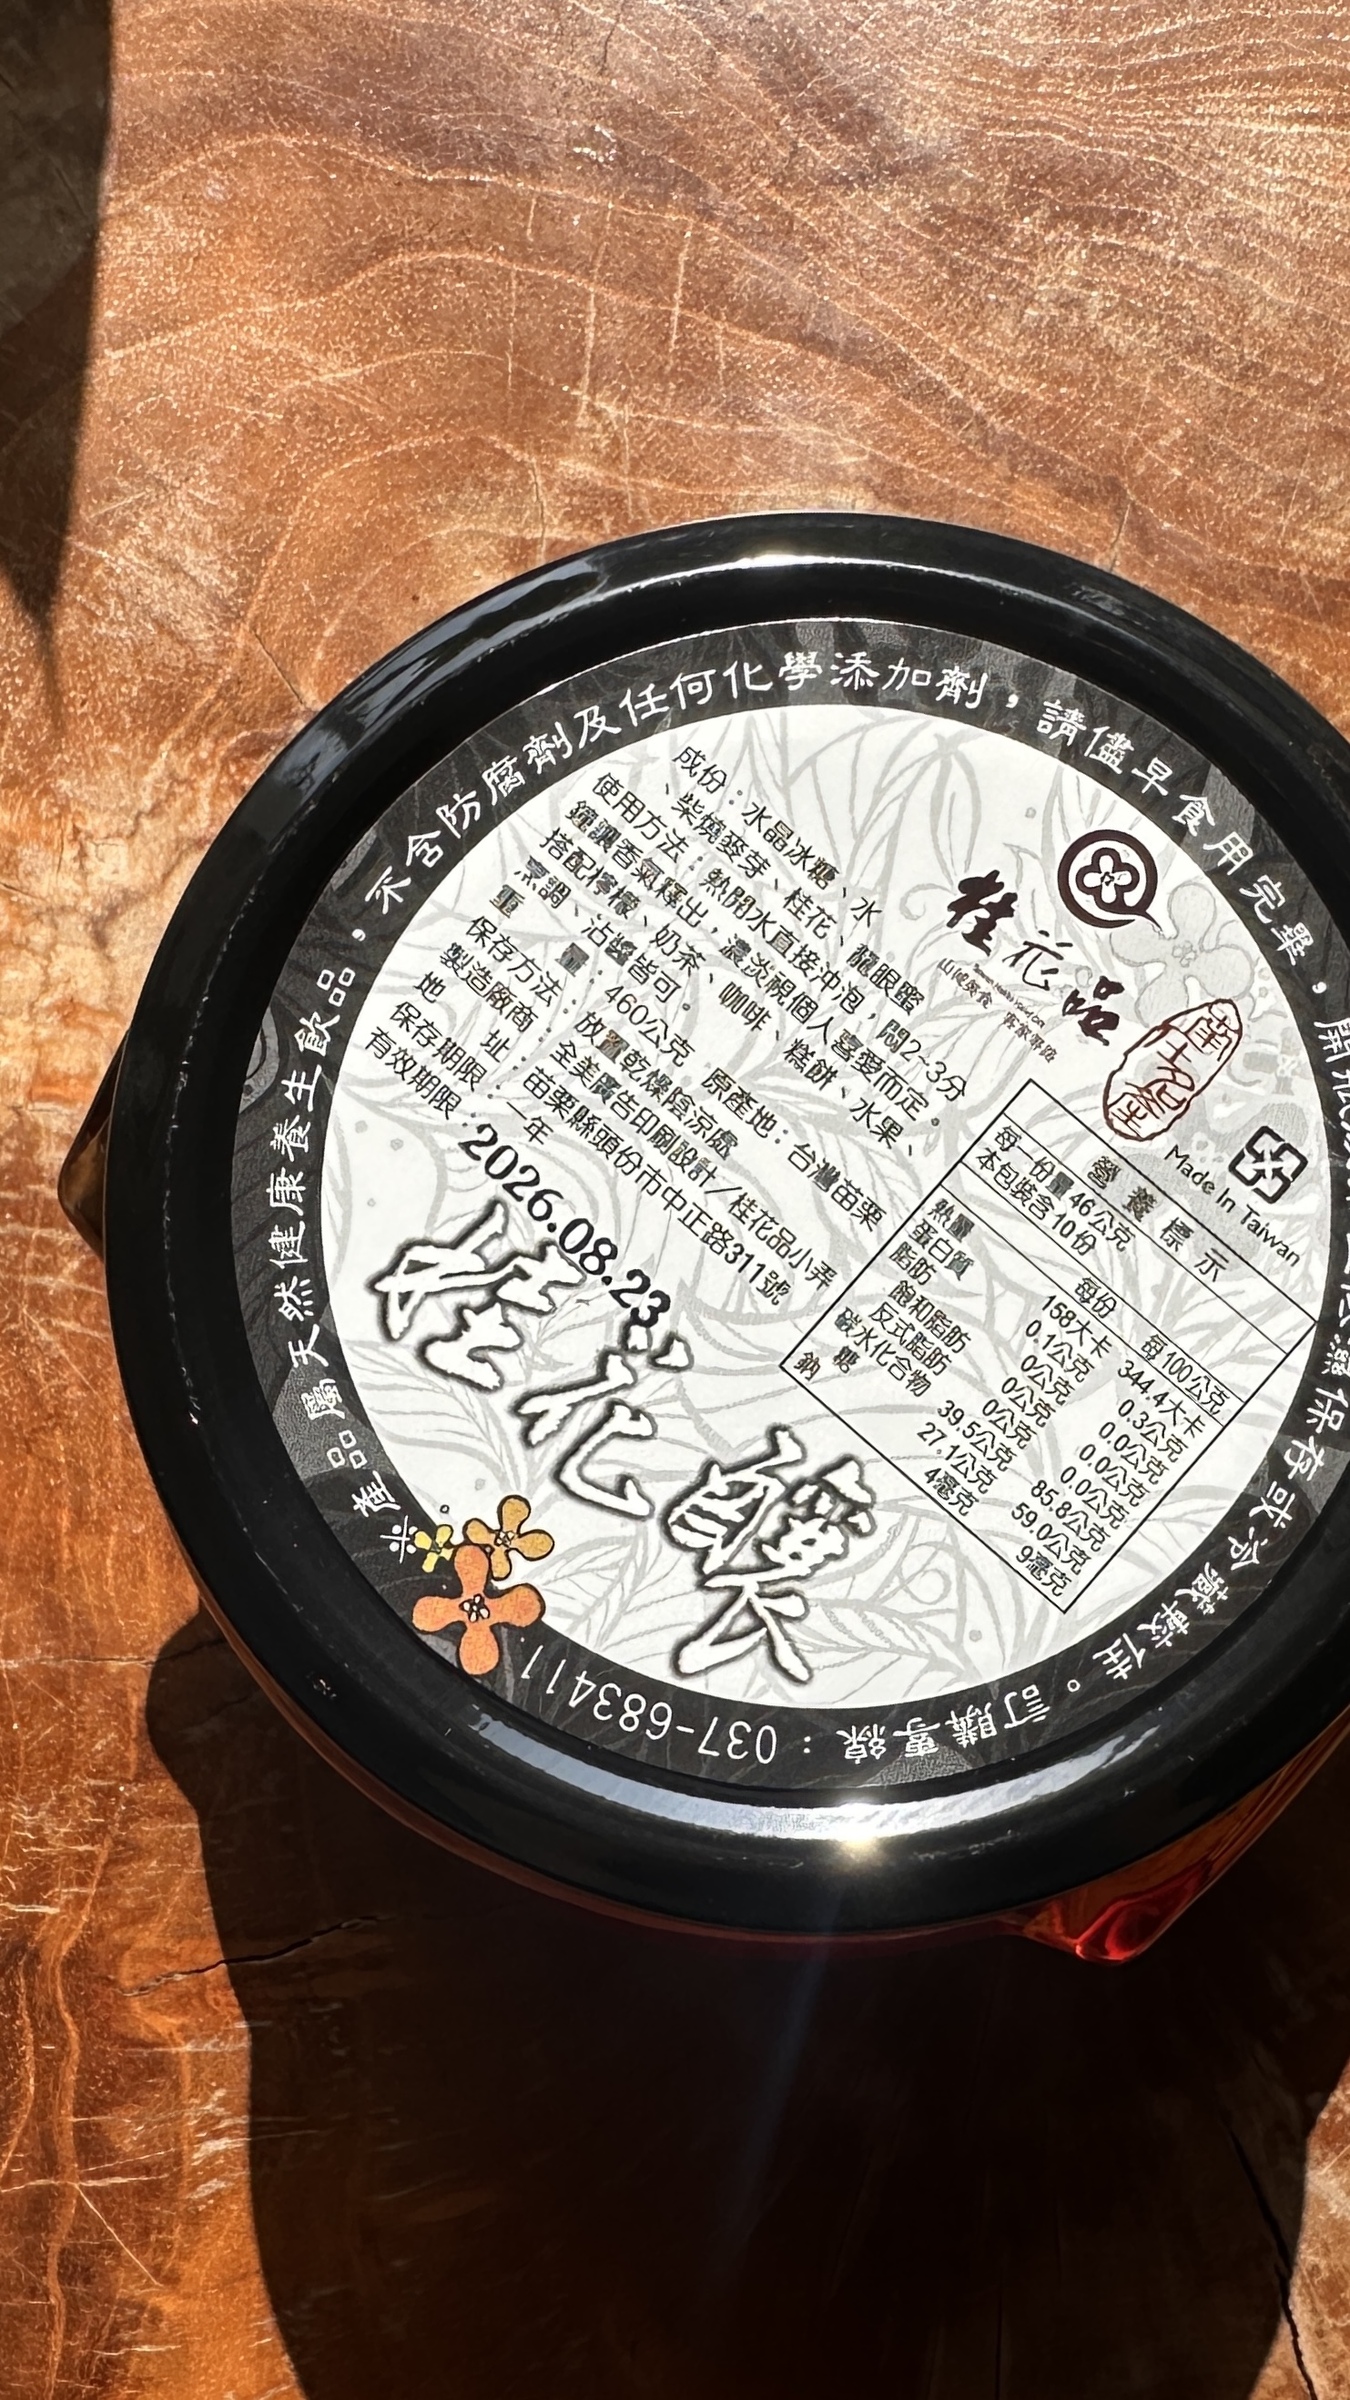 ※產品屬天然健康養生飲品,不含防腐劑及任何化學添加劑,請儘早食用完畢,開瓶
保存或冷藏較佳。訂購專線:037-683411
桂花品
山城美食 客家專詮
Made In Taiwan
成份:水晶冰糖、水
、柴燒麥芽、桂花、龍眼蜜
使用方法:熱開水直接沖泡,悶2~3分
鐘讓香氣釋出,濃淡視個人喜愛而定。
搭配檸檬、奶茶、咖啡、糕餅、水果、
烹調、沾醬皆可。
重 量:460公克 原產地:台灣苗栗
保存方法:放置乾燥陰涼處
製造廠商:全美廣告印刷設計/桂花品小弄
地 址:苗栗縣頭份市中正路311號
保存期限:一年
有效期限:2026.08.23
營養標示
每一份量46公克
本包裝含10份
每份 每100公克
熱量 158大卡 344.4大卡
蛋白質 0.1公克 0.3公克
脂肪 0公克 0.0公克
飽和脂肪 0公克 0.0公克
反式脂肪 0公克 0.0公克
碳水化合物 39.5公克 85.8公克
糖 27.1公克 59.0公克
鈉 4毫克 9毫克
桂花釀